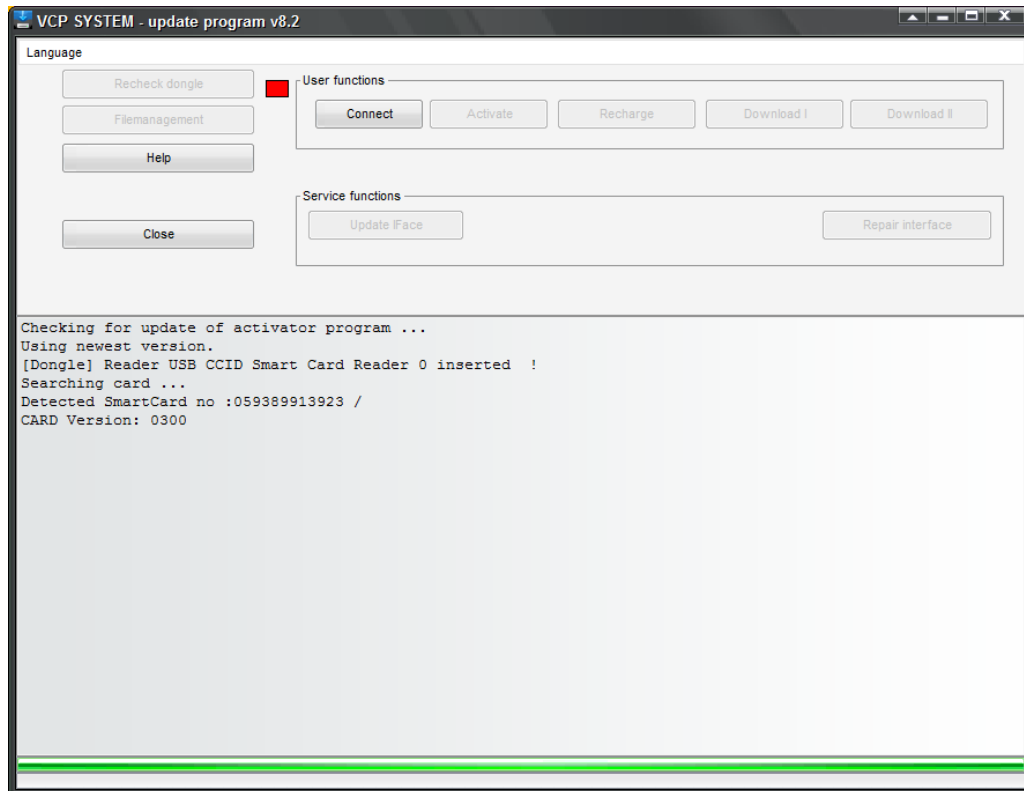 VCP SYSTEM - update program v8.2
Language
Recheck dongle
Filemanagement
Help
Close
User functions
Connect
Activate
Recharge
Download I
Download II
Service functions
Update IFace
Repair interface
Checking for update of activator program ...
Using newest version.
[Dongle] Reader USB CCID Smart Card Reader 0 inserted  !
Searching card ...
Detected SmartCard no :059389913923 /
CARD Version: 0300